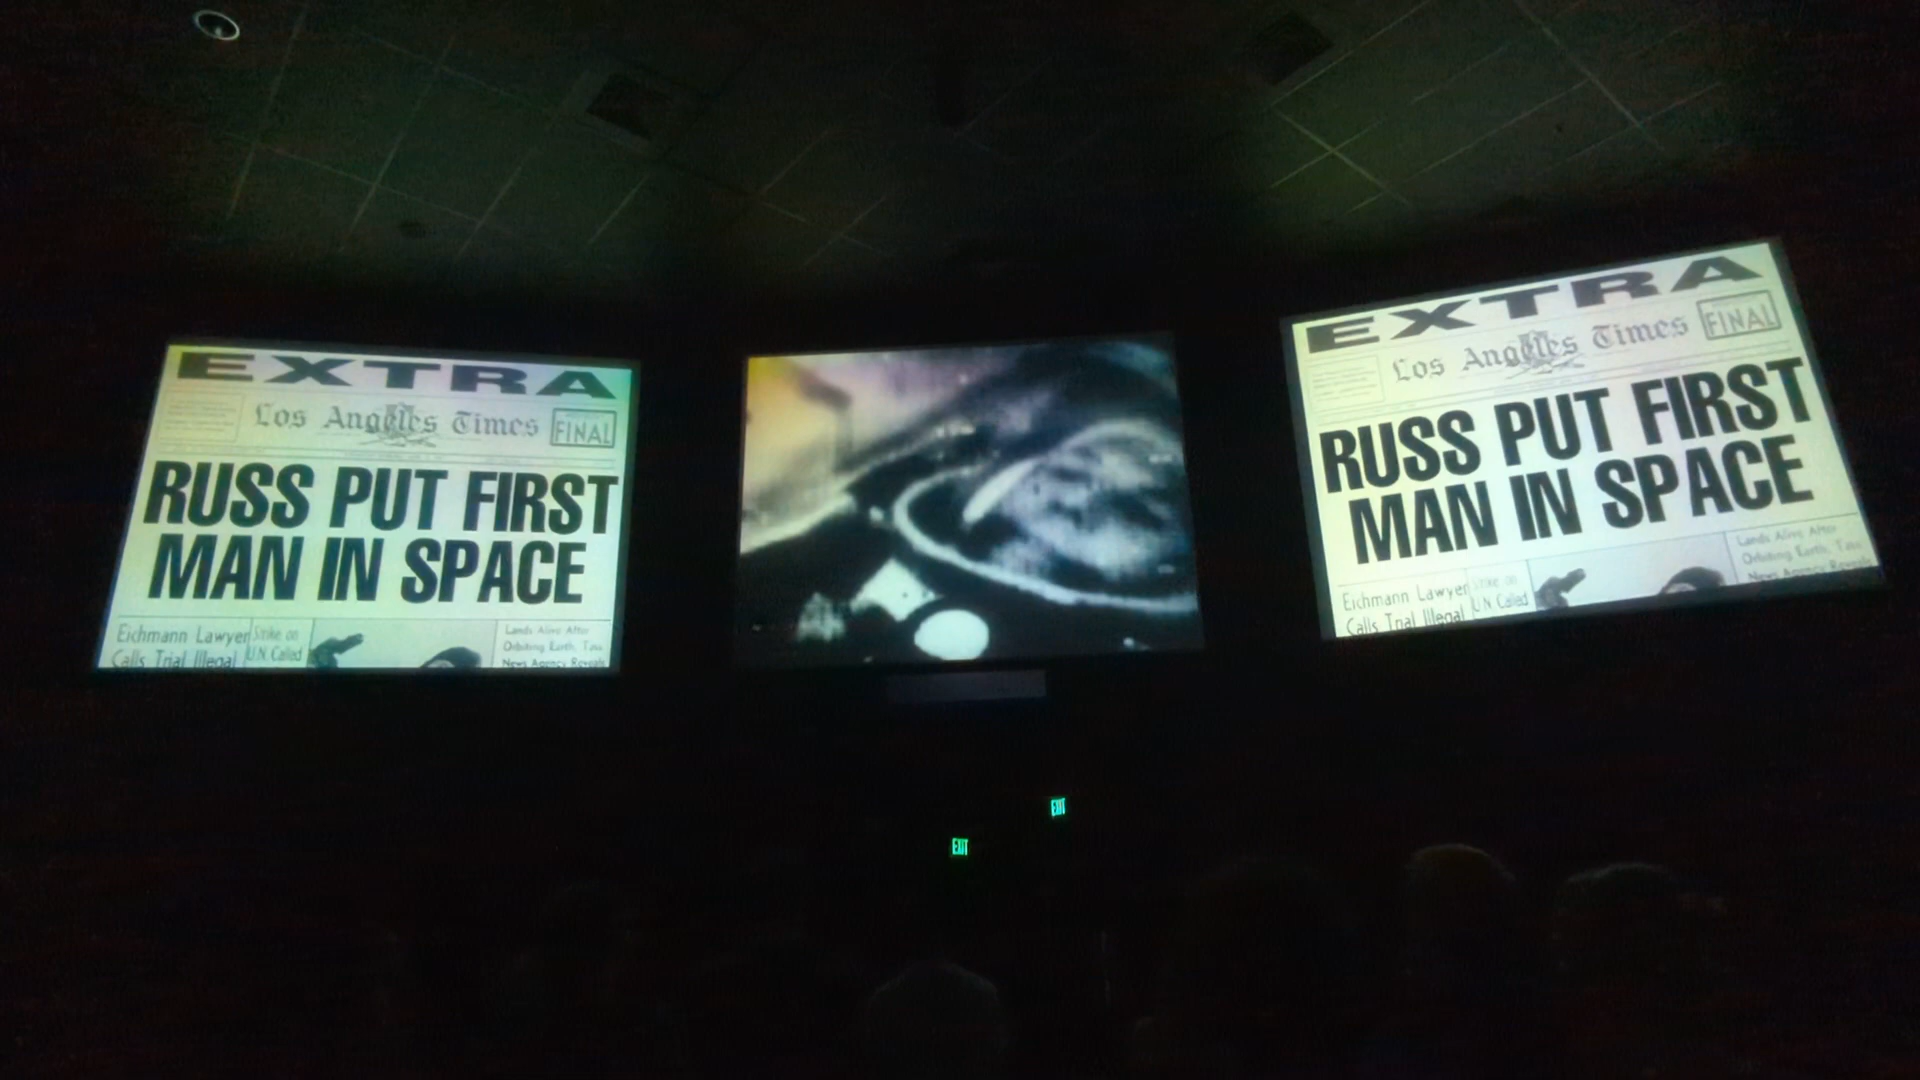 EXTRA
Los Angeles Times
FINAL
RUSS PUT FIRST
MAN IN SPACE
Eichmann Lawyer
Calls Trial Illegal
Strike on
U.N. Called
Lands Alive After
Orbiting Earth, Tass
News Agency Reveals
EXTRA
Los Angeles Times
FINAL
RUSS PUT FIRST
MAN IN SPACE
Eichmann Lawyer
Calls Trial Illegal
Strike on
U.N. Called
Lands Alive After
Orbiting Earth, Tass
News Agency Reveals
EXIT
EXIT